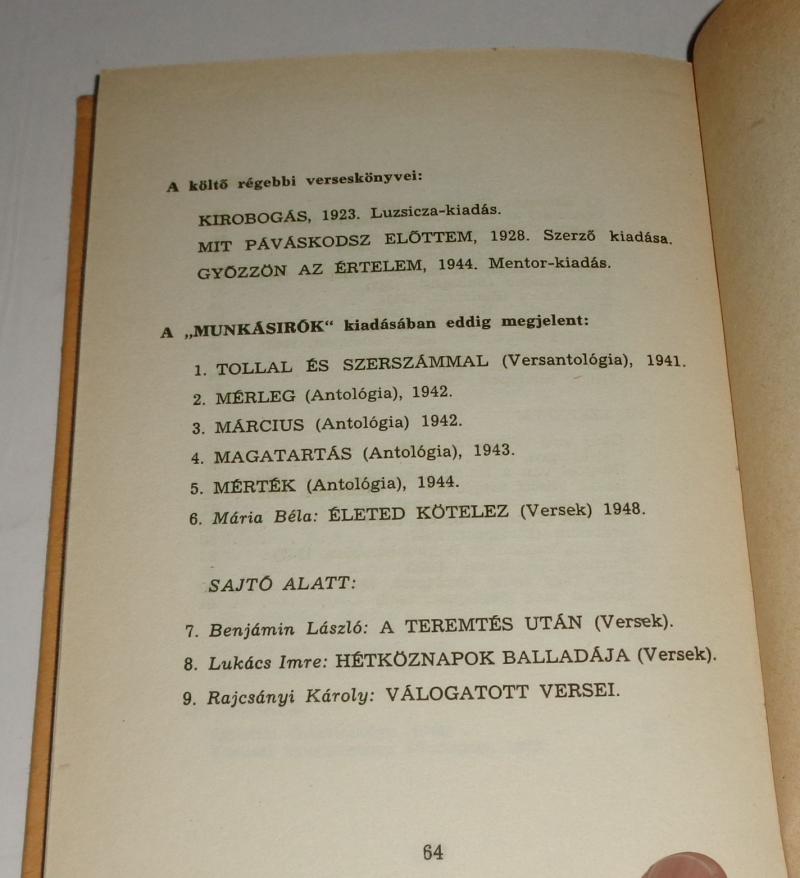 A költő régebbi verseskönyvei:
KIROBOGÁS, 1923. Luzsicza-kiadás.
MIT PÁVÁSKODSZ ELŐTTEM, 1928. Szerző kiadása.
GYŐZZÖN AZ ÉRTELEM, 1944. Mentor-kiadás.
A „MUNKÁSIRÓK“ kiadásában eddig megjelent:
1. TOLLAL ÉS SZERSZÁMMAL (Versantológia), 1941.
2. MÉRLEG (Antológia), 1942.
3. MÁRCIUS (Antológia) 1942.
4. MAGATARTÁS (Antológia), 1943.
5. MÉRTÉK (Antológia), 1944.
6. Mária Béla: ÉLETED KÖTELEZ (Versek) 1948.
SAJTÓ ALATT:
7. Benjámin László: A TEREMTÉS UTÁN (Versek).
8. Lukács Imre: HÉTKÖZNAPOK BALLADÁJA (Versek).
9. Rajcsányi Károly: VÁLOGATOTT VERSEI.
64